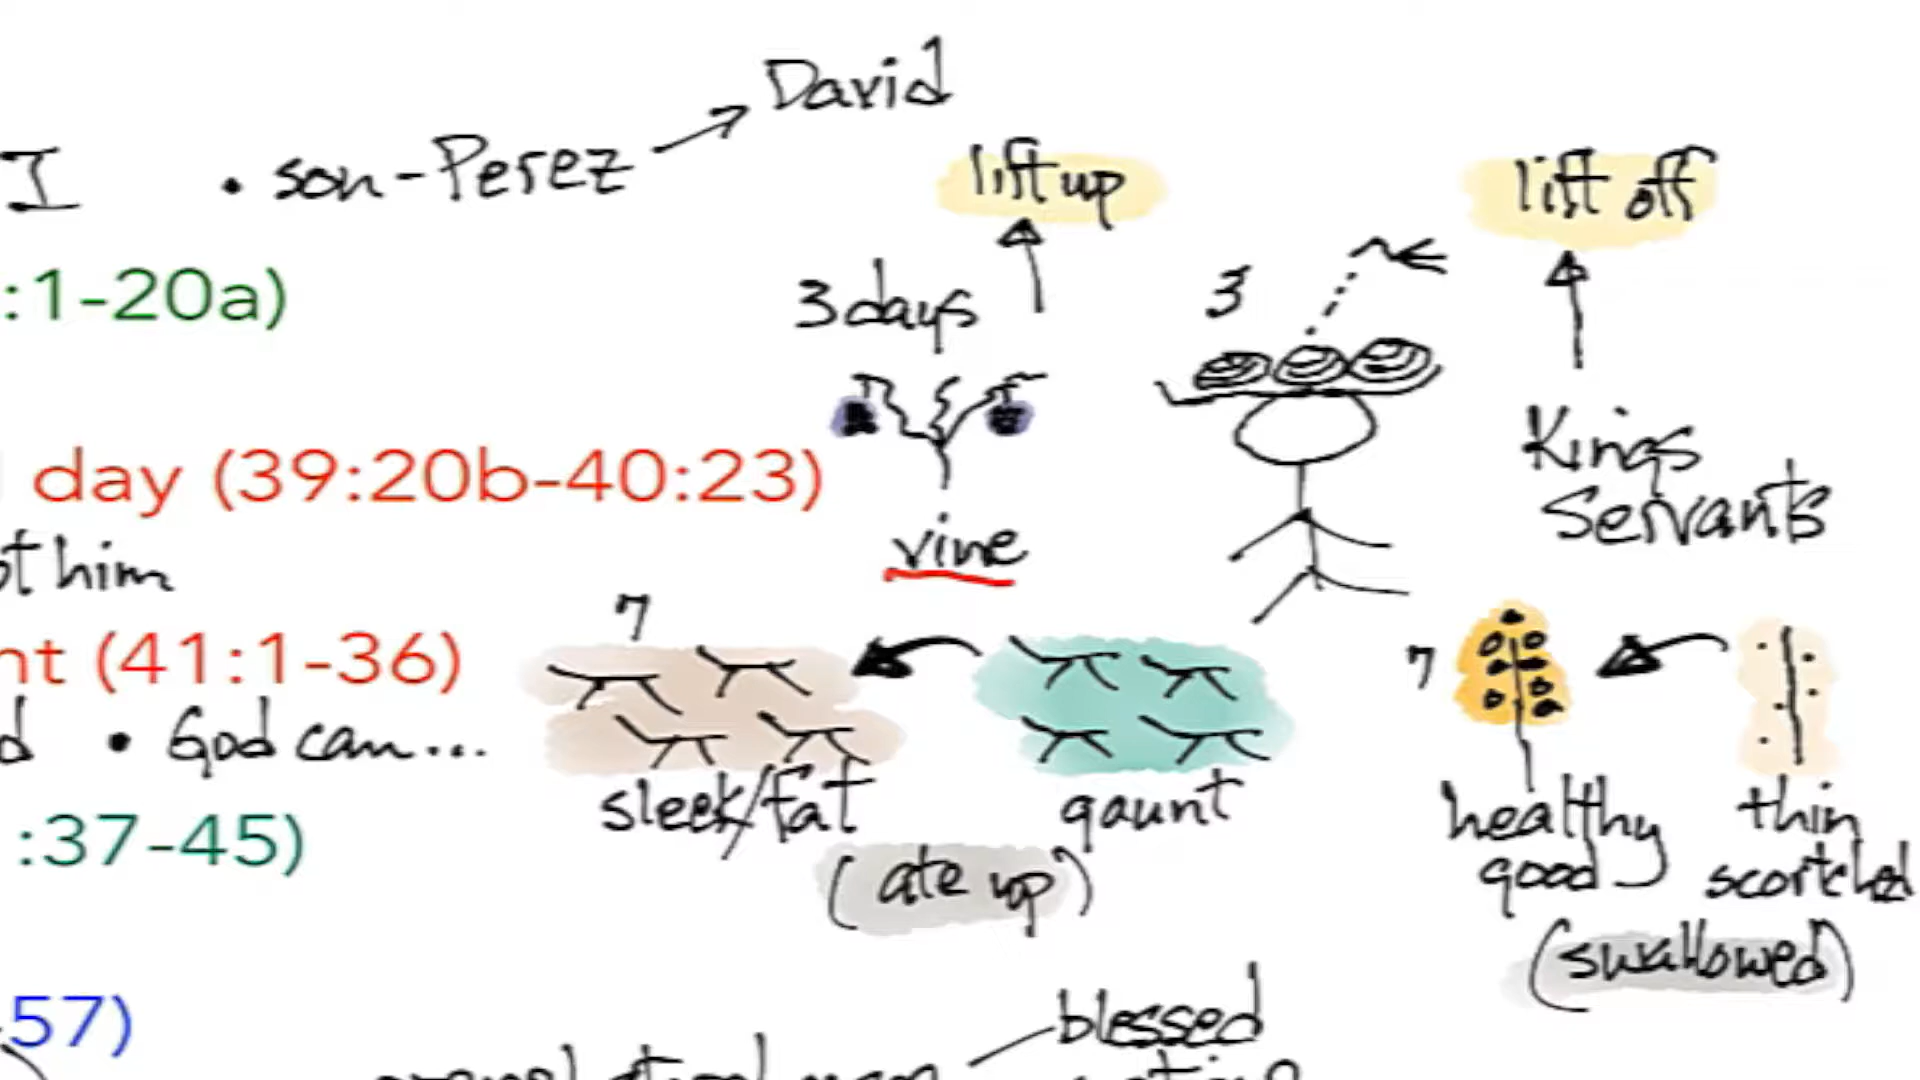 David
I • son-Perez
lift up
lift off
:1-20a)
3 days
3
day (39:20b-40:23)
Kings
Servants
vine
him
7
(41:1-36)
7
• God can...
sleek/fat
gaunt
healthy
good
thin
scortched
:37-45)
(ate up)
(swallowed)
blessed
57)